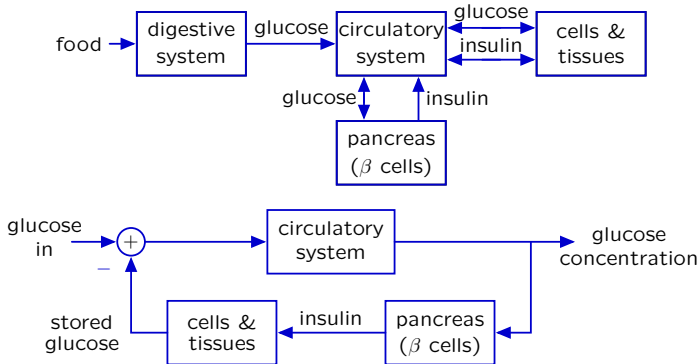 food
digestive
system
glucose
circulatory
system
glucose
insulin
cells &
tissues
glucose
insulin
pancreas
(β cells)
glucose
in
+
−
circulatory
system
glucose
concentration
stored
glucose
cells &
tissues
insulin
pancreas
(β cells)